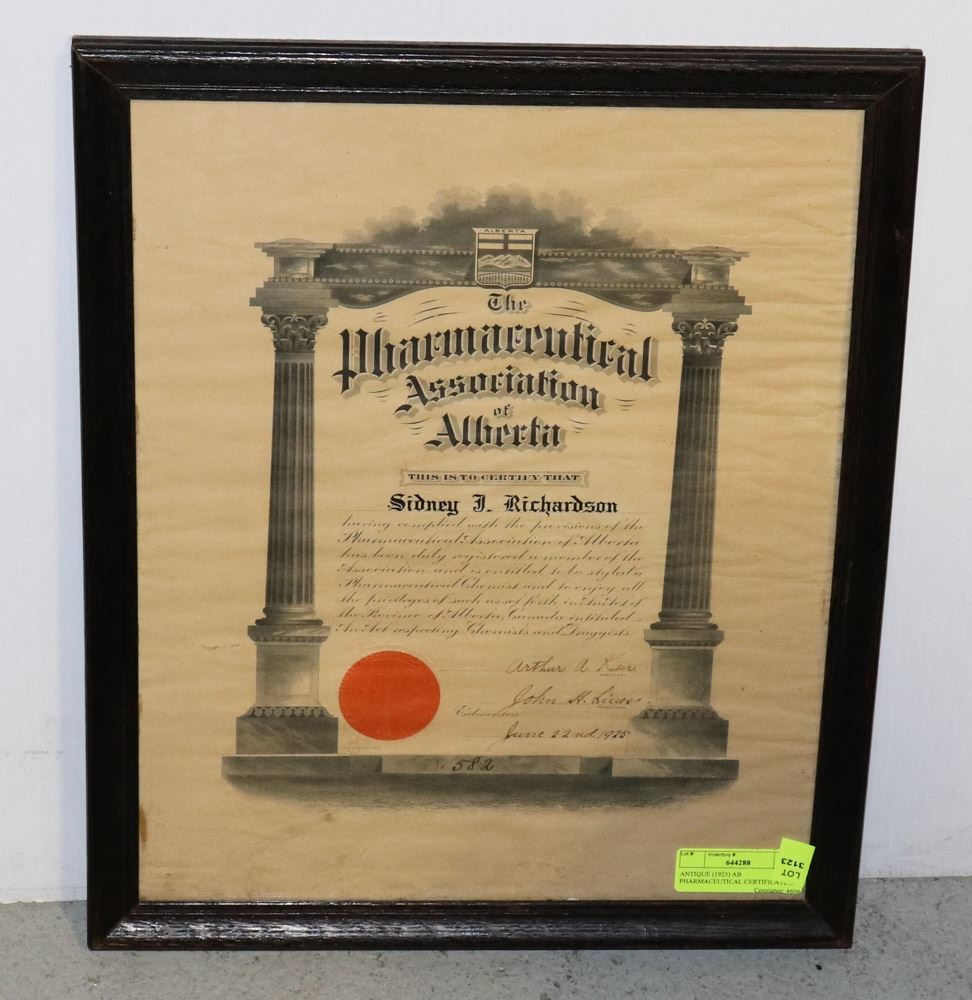 ALBERTA
The
Pharmaceutical
Association
of
Alberta
THIS IS TO CERTIFY THAT
Sidney J. Richardson
having complied with the provisions of the
Pharmaceutical Association of Alberta
has been duly registered a member of the
Association and is entitled to be styled a
Pharmaceutical Chemist and to enjoy all
the privileges of such as set forth in An Act of
the Province of Alberta, Canada intituled
An Act respecting Chemists and Druggists
Arthur A
John H.
Edmonton
June 22nd 1925
582
Lot # Inventory #
644288
LOT
3123
ANTIQUE (1923) AB
PHARMACEUTICAL
Consignor: